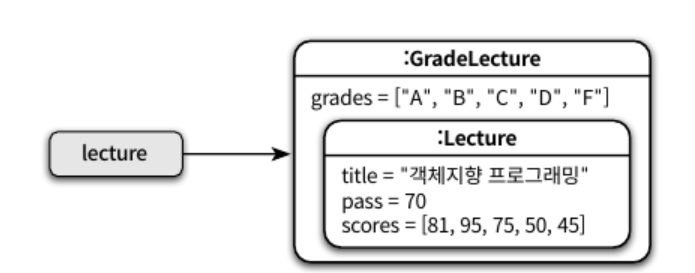 :GradeLecture
grades = ["A", "B", "C", "D", "F"]
:Lecture
lecture
title = "객체지향 프로그래밍"
pass = 70
scores = [81, 95, 75, 50, 45]